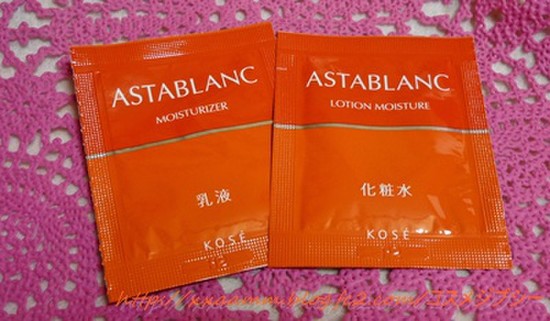 ASTABLANC
MOISTURIZER
乳液
KOSÉ
ASTABLANC
LOTION MOISTURE
化粧水
KOSÉ